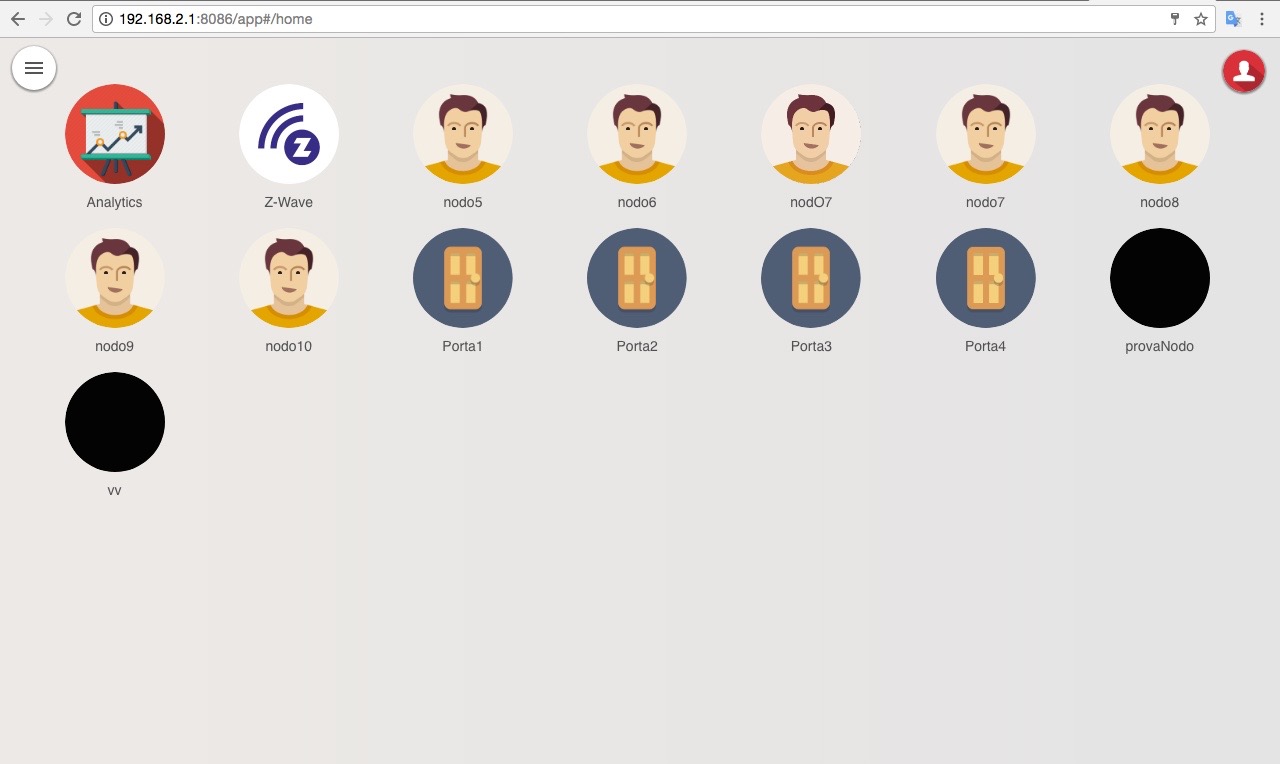 192.168.2.1:8086/app#/home
Analytics
Z-Wave
nodo5
nodo6
nodO7
nodo7
nodo8
nodo9
nodo10
Porta1
Porta2
Porta3
Porta4
provaNodo
vv